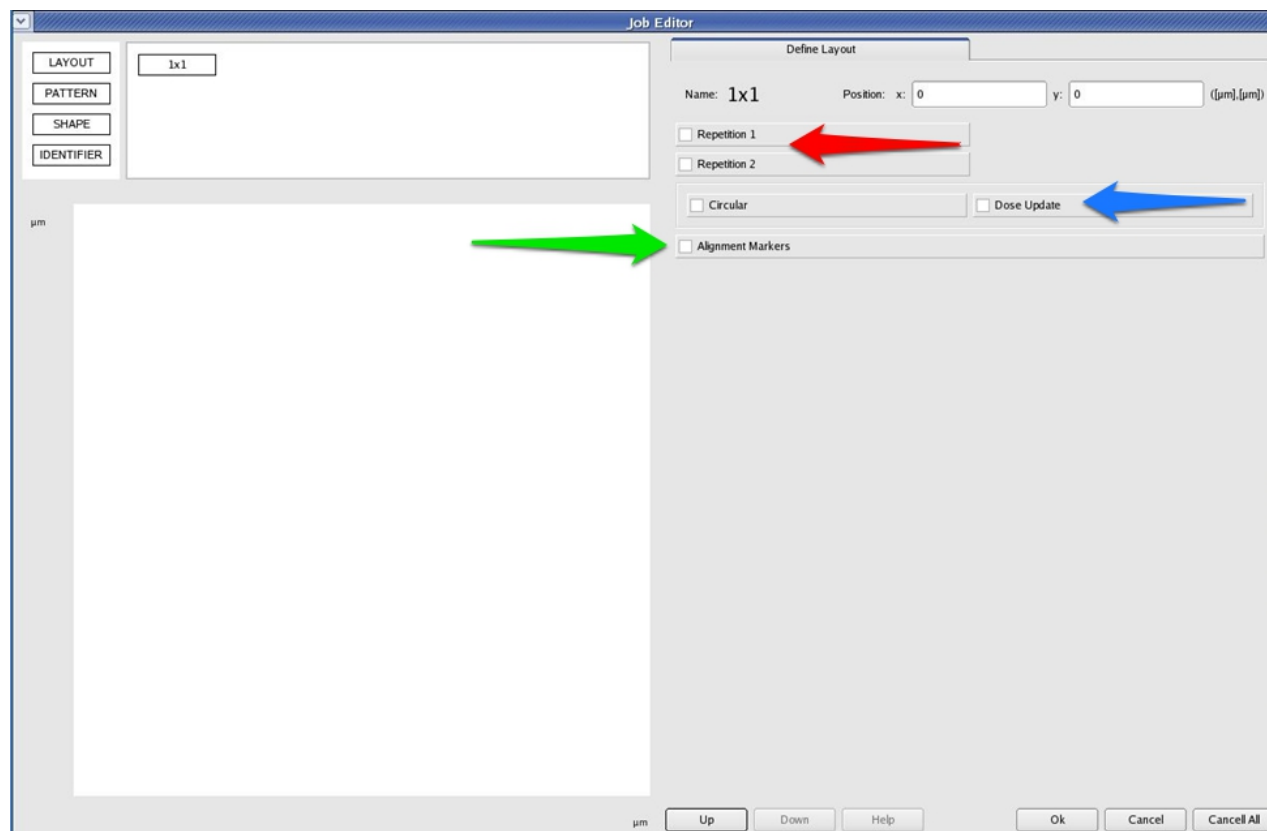 Job Editor
LAYOUT
PATTERN
SHAPE
IDENTIFIER
1x1
µm
µm
Define Layout
Name: 1x1 Position: x: 0 y: 0 ([µm],[µm])
Repetition 1
Repetition 2
Circular Dose Update
Alignment Markers
Up Down Help Ok Cancel Cancell All